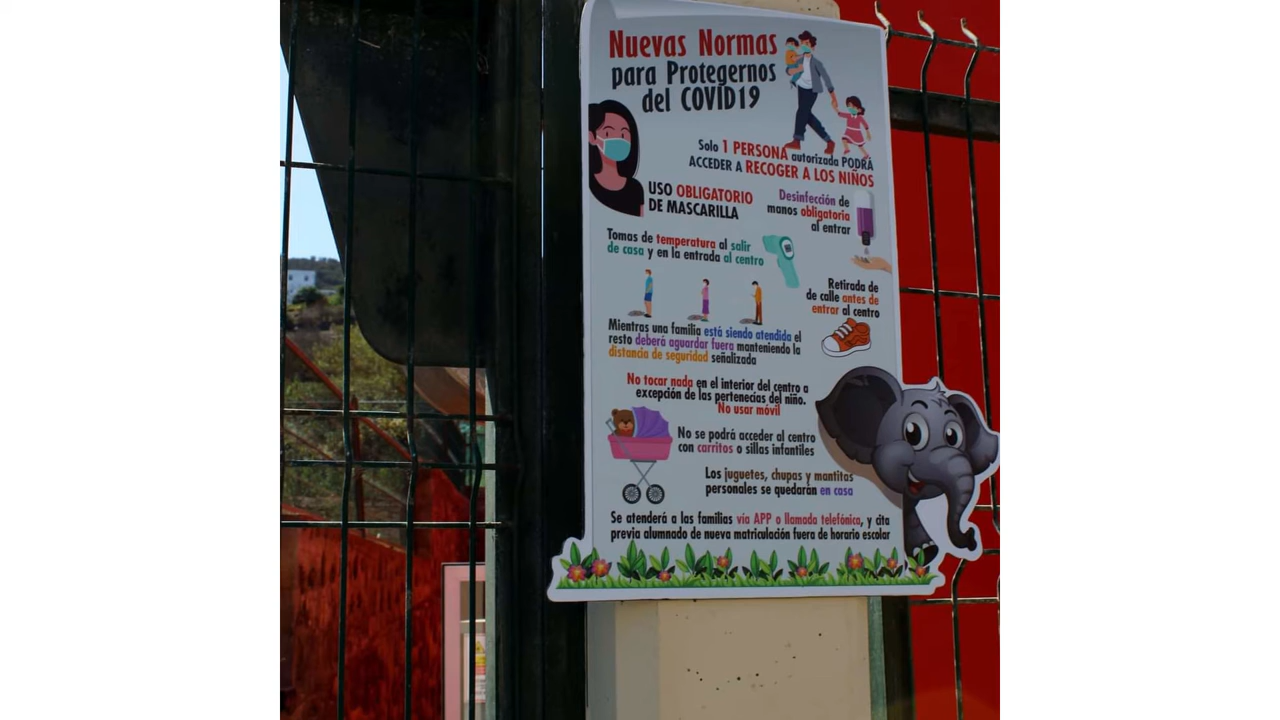 Nuevas Normas
para Protegernos
del COVID19
Solo 1 PERSONA autorizada PODRÁ
ACCEDER A RECOGER A LOS NIÑOS
USO OBLIGATORIO
DE MASCARILLA
Desinfección de
manos obligatoria
al entrar
Tomas de temperatura al salir
de casa y en la entrada al centro
Retirada de
de calle antes de
entrar al centro
Mientras una familia está siendo atendida el
resto deberá aguardar fuera manteniendo la
distancia de seguridad señalizada
No tocar nada en el interior del centro a
excepción de las pertenecias del niño.
No usar móvil
No se podrá acceder al centro
con carritos o sillas infantiles
Los juguetes, chupas y mantitas
personales se quedarán en casa
Se atenderá a las familias vía APP o llamada telefónica, y cita
previa alumnado de nueva matriculación fuera de horario escolar